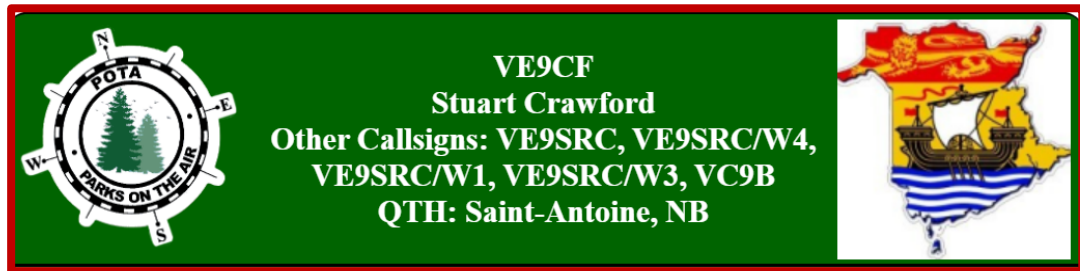 N
POTA
E
W
PARKS ON THE AIR
S
VE9CF
Stuart Crawford
Other Callsigns: VE9SRC, VE9SRC/W4,
VE9SRC/W1, VE9SRC/W3, VC9B
QTH: Saint-Antoine, NB